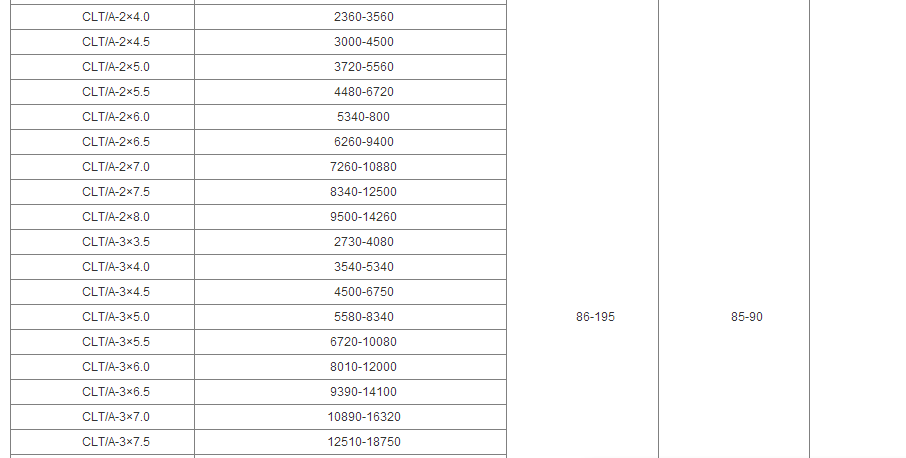 CLT/A-2×4.0 2360-3560
CLT/A-2×4.5 3000-4500
CLT/A-2×5.0 3720-5560
CLT/A-2×5.5 4480-6720
CLT/A-2×6.0 5340-800
CLT/A-2×6.5 6260-9400
CLT/A-2×7.0 7260-10880
CLT/A-2×7.5 8340-12500
CLT/A-2×8.0 9500-14260
CLT/A-3×3.5 2730-4080
CLT/A-3×4.0 3540-5340
CLT/A-3×4.5 4500-6750
CLT/A-3×5.0 5580-8340 86-195 85-90
CLT/A-3×5.5 6720-10080
CLT/A-3×6.0 8010-12000
CLT/A-3×6.5 9390-14100
CLT/A-3×7.0 10890-16320
CLT/A-3×7.5 12510-18750